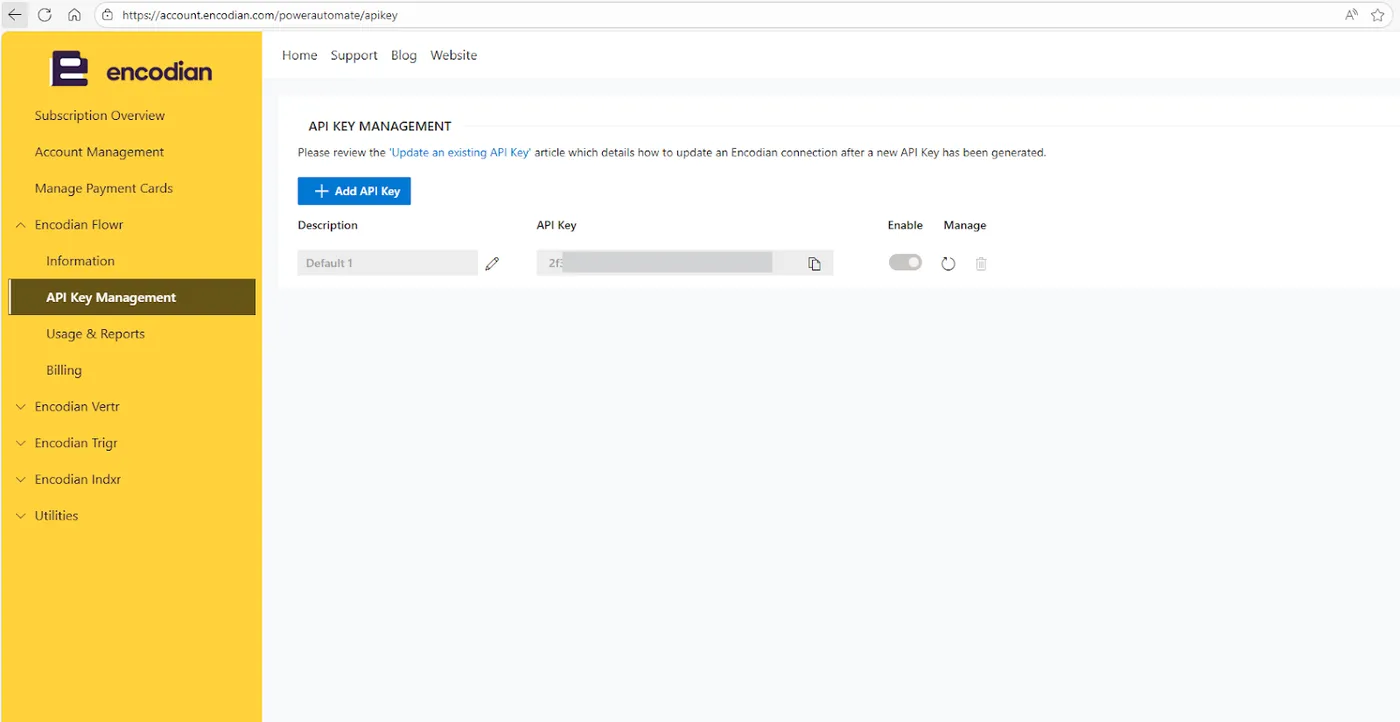 https://account.encodian.com/powerautomate/apikey
encodian
Subscription Overview
Account Management
Manage Payment Cards
Encodian Flowr
Information
API Key Management
Usage & Reports
Billing
Encodian Vertr
Encodian Trigr
Encodian Indxr
Utilities
Home Support Blog Website
API KEY MANAGEMENT
Please review the 'Update an existing API Key' article which details how to update an Encodian connection after a new API Key has been generated.
+ Add API Key
Description API Key Enable Manage
Default 1